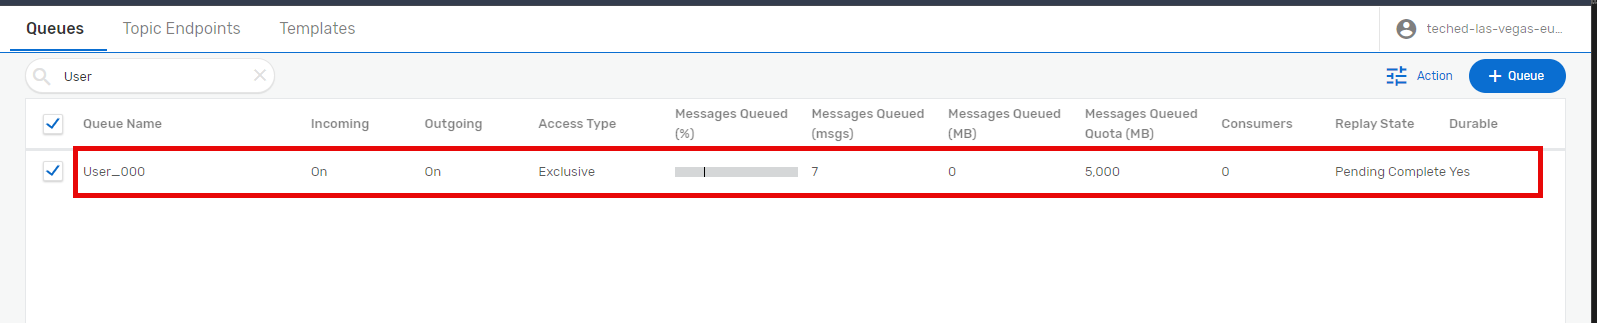 Queues Topic Endpoints Templates teched-las-vegas-eu...
User Action + Queue
Queue Name Incoming Outgoing Access Type Messages Queued (%) Messages Queued (msgs) Messages Queued (MB) Messages Queued Quota (MB) Consumers Replay State Durable
User_000 On On Exclusive 7 0 5,000 0 Pending Complete Yes